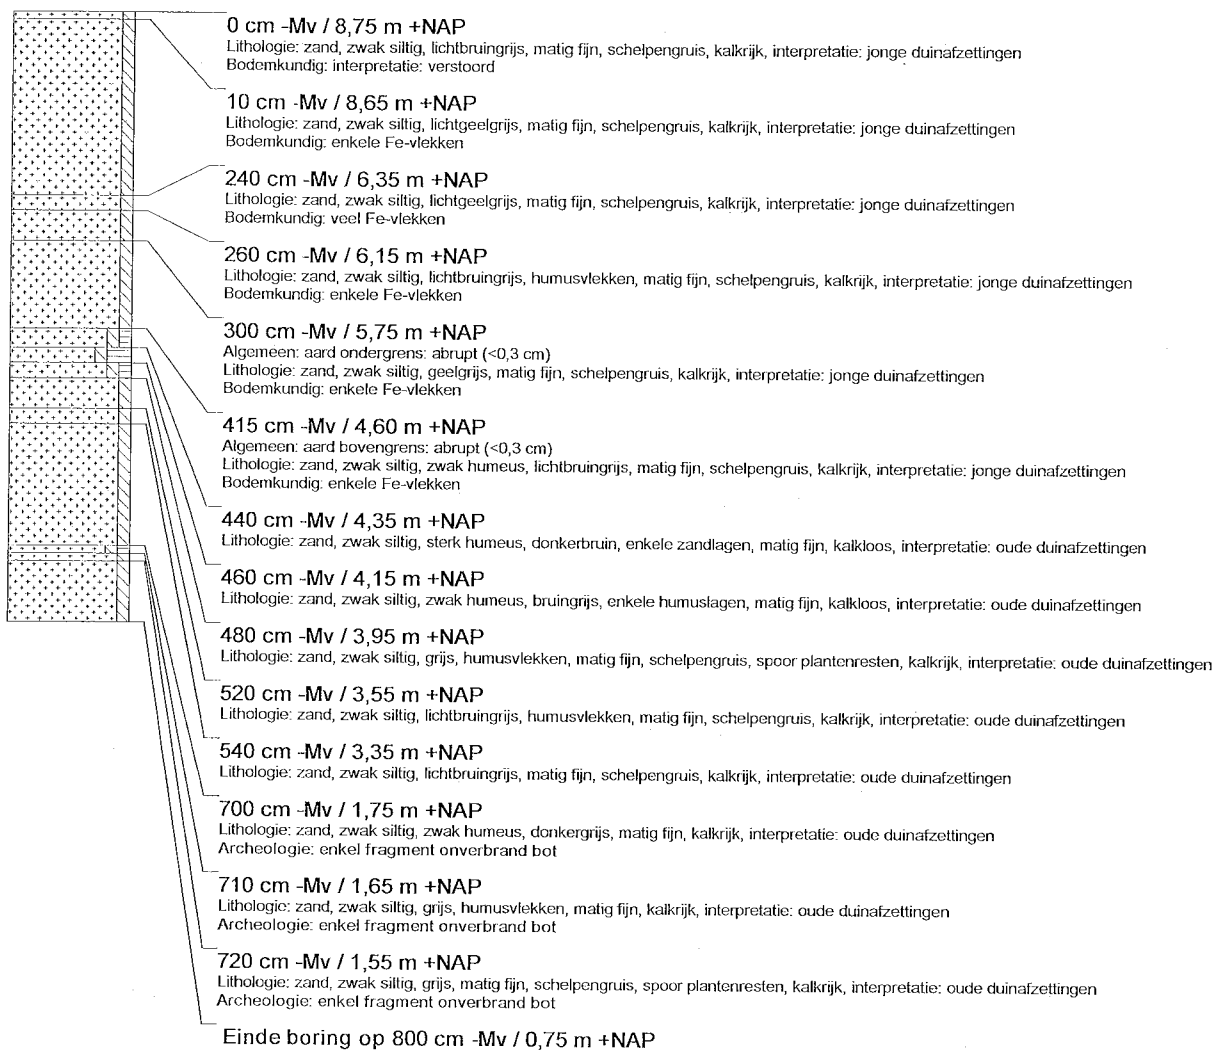 0 cm -Mv / 8,75 m +NAP
Lithologie: zand, zwak siltig, lichtbruingrijs, matig fijn, schelpengruis, kalkrijk, interpretatie: jonge duinafzettingen
Bodemkundig: interpretatie: verstoord
10 cm -Mv / 8,65 m +NAP
Lithologie: zand, zwak siltig, lichtgeelgrijs, matig fijn, schelpengruis, kalkrijk, interpretatie: jonge duinafzettingen
Bodemkundig: enkele Fe-vlekken
240 cm -Mv / 6,35 m +NAP
Lithologie: zand, zwak siltig, lichtgeelgrijs, matig fijn, schelpengruis, kalkrijk, interpretatie: jonge duinafzettingen
Bodemkundig: veel Fe-vlekken
260 cm -Mv / 6,15 m +NAP
Lithologie: zand, zwak siltig, lichtbruingrijs, humusvlekken, matig fijn, schelpengruis, kalkrijk, interpretatie: jonge duinafzettingen
Bodemkundig: enkele Fe-vlekken
300 cm -Mv / 5,75 m +NAP
Algemeen: aard ondergrens: abrupt (<0,3 cm)
Lithologie: zand, zwak siltig, geelgrijs, matig fijn, schelpengruis, kalkrijk, interpretatie: jonge duinafzettingen
Bodemkundig: enkele Fe-vlekken
415 cm -Mv / 4,60 m +NAP
Algemeen: aard bovengrens: abrupt (<0,3 cm)
Lithologie: zand, zwak siltig, zwak humeus, lichtbruingrijs, matig fijn, schelpengruis, kalkrijk, interpretatie: jonge duinafzettingen
Bodemkundig: enkele Fe-vlekken
440 cm -Mv / 4,35 m +NAP
Lithologie: zand, zwak siltig, sterk humeus, donkerbruin, enkele zandlagen, matig fijn, kalkloos, interpretatie: oude duinafzettingen
460 cm -Mv / 4,15 m +NAP
Lithologie: zand, zwak siltig, zwak humeus, bruingrijs, enkele humuslagen, matig fijn, kalkloos, interpretatie: oude duinafzettingen
480 cm -Mv / 3,95 m +NAP
Lithologie: zand, zwak siltig, grijs, humusvlekken, matig fijn, schelpengruis, spoor plantenresten, kalkrijk, interpretatie: oude duinafzettingen
520 cm -Mv / 3,55 m +NAP
Lithologie: zand, zwak siltig, lichtbruingrijs, humusvlekken, matig fijn, schelpengruis, kalkrijk, interpretatie: oude duinafzettingen
540 cm -Mv / 3,35 m +NAP
Lithologie: zand, zwak siltig, lichtbruingrijs, matig fijn, schelpengruis, kalkrijk, interpretatie: oude duinafzettingen
700 cm -Mv / 1,75 m +NAP
Lithologie: zand, zwak siltig, zwak humeus, donkergrijs, matig fijn, kalkrijk, interpretatie: oude duinafzettingen
Archeologie: enkel fragment onverbrand bot
710 cm -Mv / 1,65 m +NAP
Lithologie: zand, zwak siltig, grijs, humusvlekken, matig fijn, kalkrijk, interpretatie: oude duinafzettingen
Archeologie: enkel fragment onverbrand bot
720 cm -Mv / 1,55 m +NAP
Lithologie: zand, zwak siltig, grijs, matig fijn, schelpengruis, spoor plantenresten, kalkrijk, interpretatie: oude duinafzettingen
Archeologie: enkel fragment onverbrand bot
Einde boring op 800 cm -Mv / 0,75 m +NAP